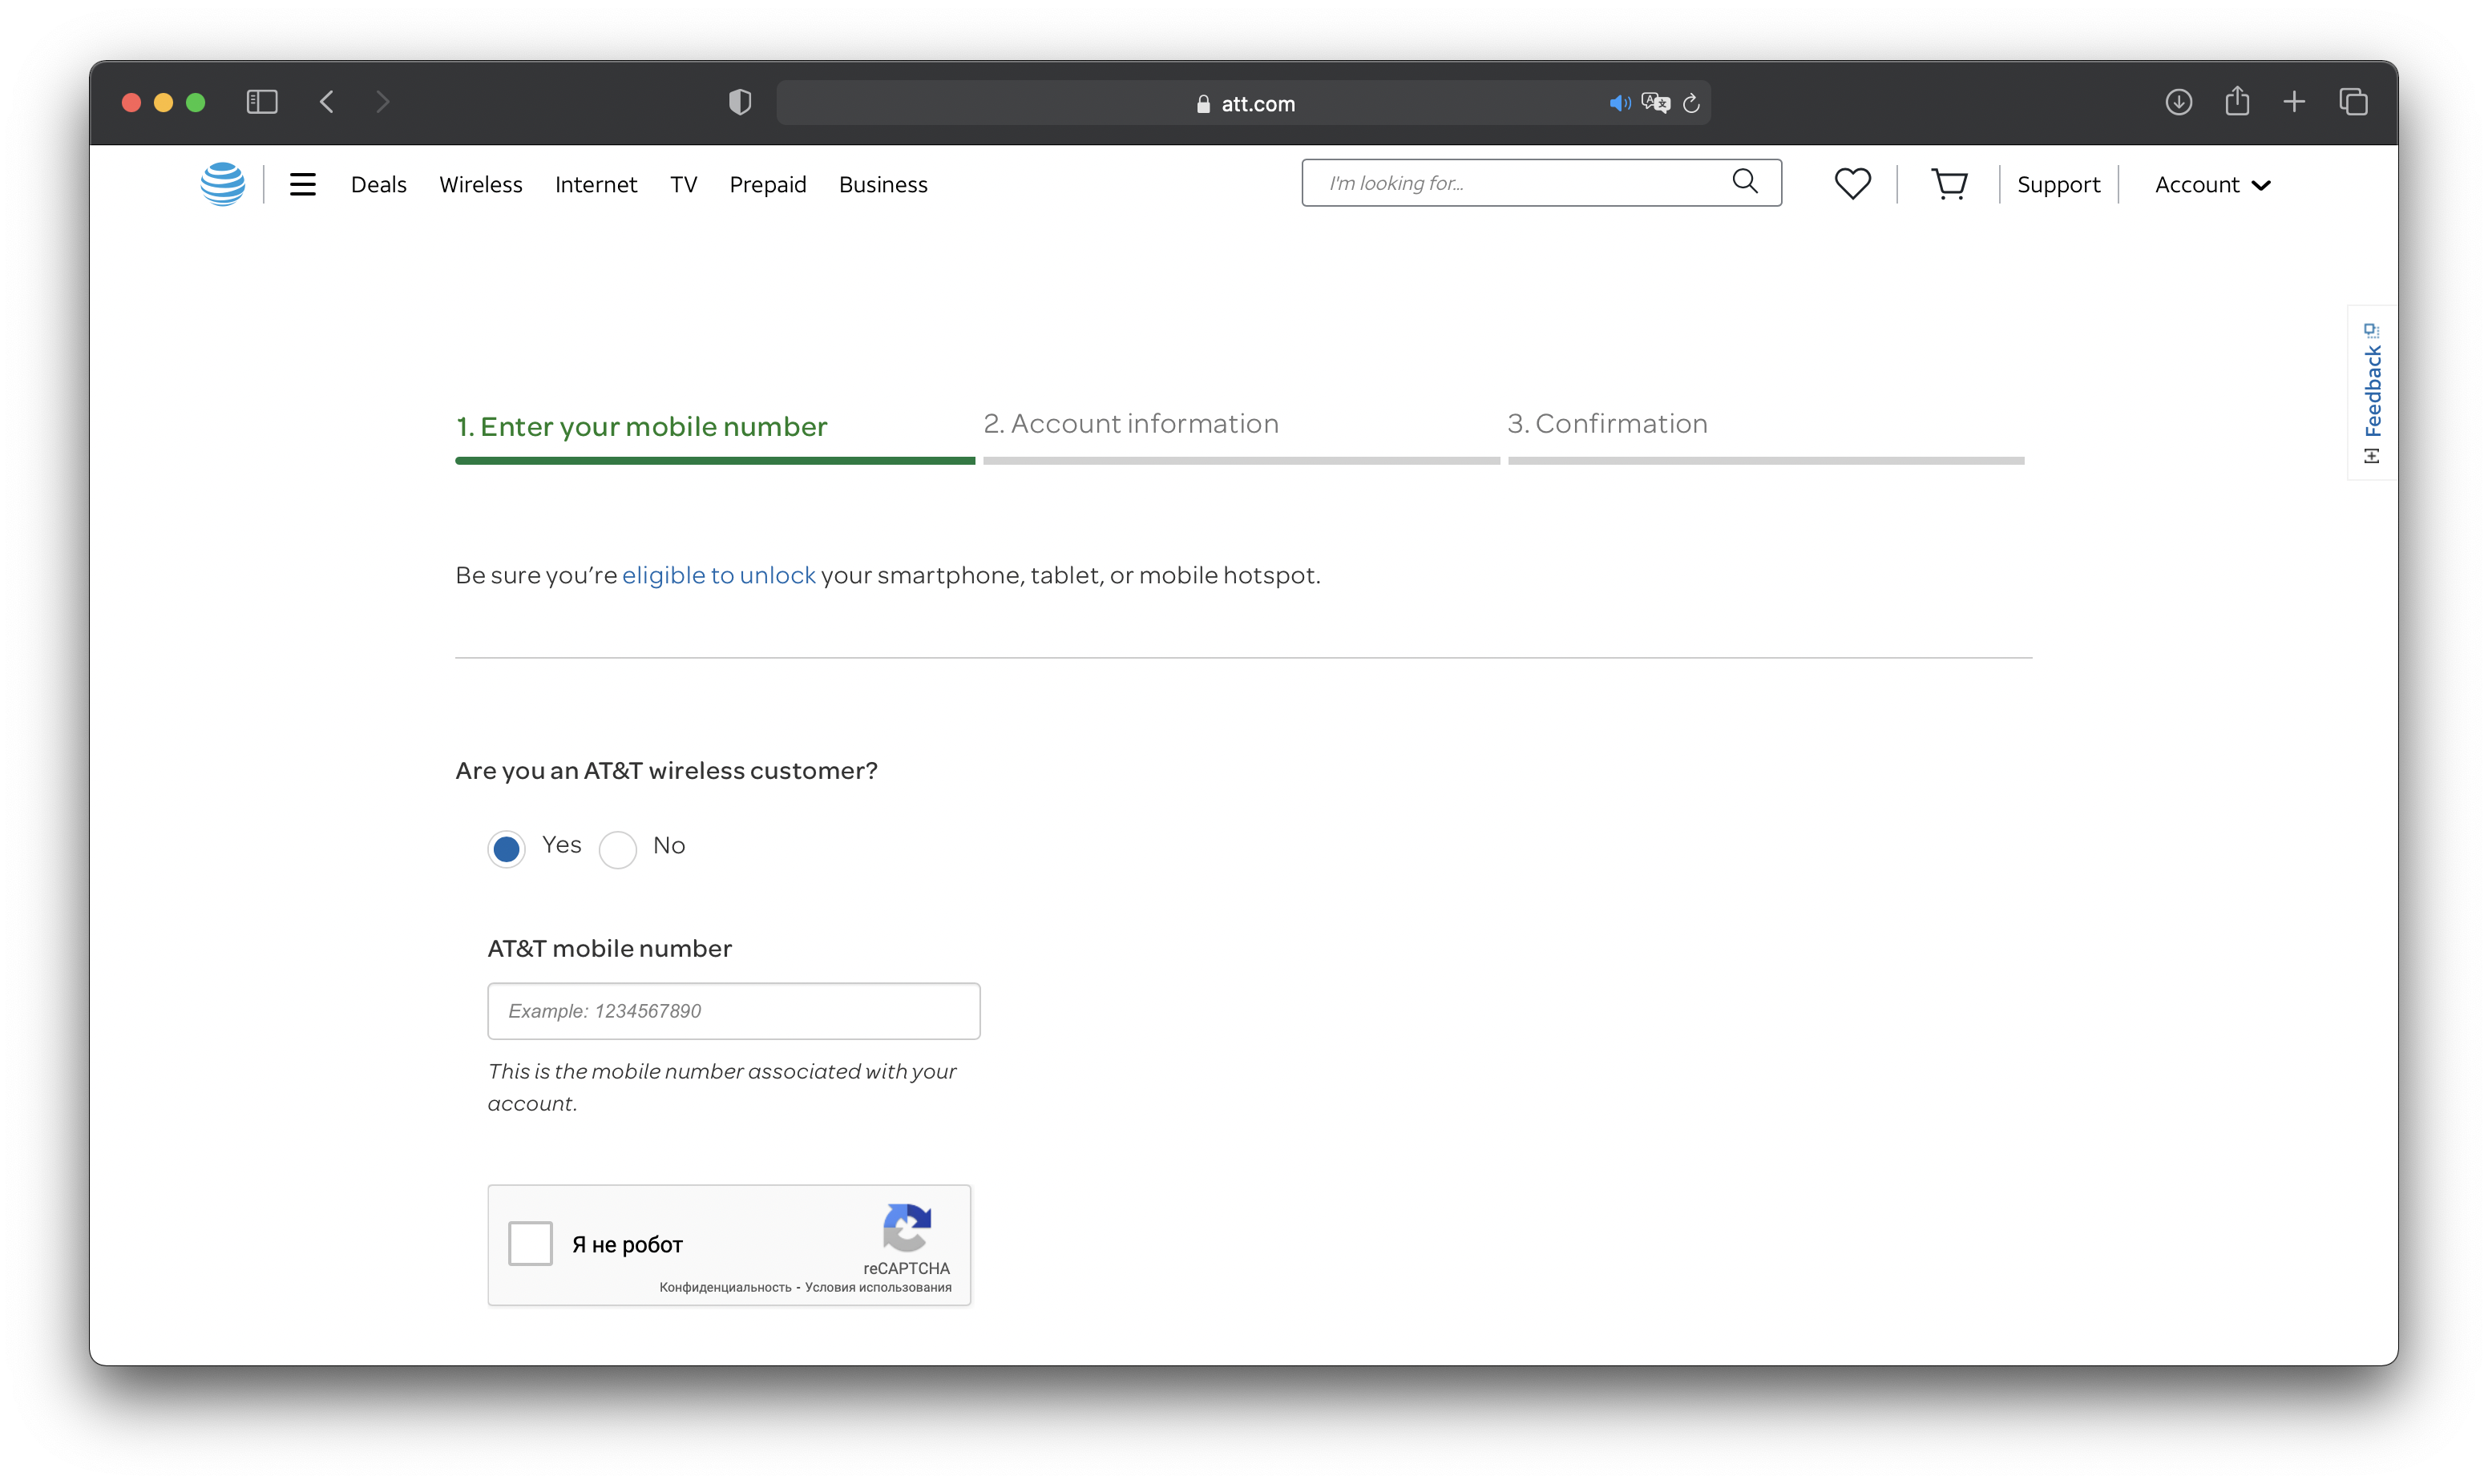 att.com
Deals Wireless Internet TV Prepaid Business I'm looking for... Support Account
Feedback
1. Enter your mobile number 2. Account information 3. Confirmation
Be sure you're eligible to unlock your smartphone, tablet, or mobile hotspot.
Are you an AT&T wireless customer?
Yes No
AT&T mobile number
Example: 1234567890
This is the mobile number associated with your
account.
Я не робот
reCAPTCHA
Конфиденциальность - Условия использования